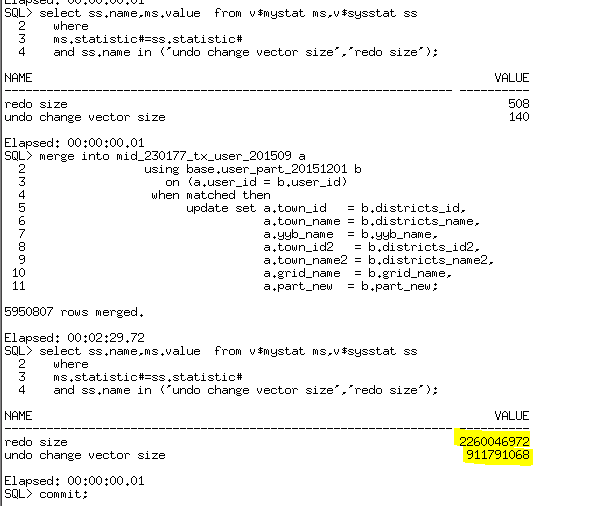 Elapsed: 00:00:00.01
SQL> select ss.name,ms.value  from v$mystat ms,v$sysstat ss
  2    where
  3    ms.statistic#=ss.statistic#
  4    and ss.name in ('undo change vector size','redo size');
NAME                                                                  VALUE
---------------------------------------------------------------- ----------
redo size                                                               508
undo change vector size                                                 140
Elapsed: 00:00:00.01
SQL> merge into mid_230177_tx_user_201509 a
  2                 using base.user_part_20151201 b
  3                    on (a.user_id = b.user_id)
  4                  when matched then
  5                       update set a.town_id   = b.districts_id,
  6                                  a.town_name = b.districts_name,
  7                                  a.yyb_name  = b.yyb_name,
  8                                  a.town_id2   = b.districts_id2,
  9                                  a.town_name2 = b.districts_name2,
 10                                  a.grid_name  = b.grid_name,
 11                                  a.part_new  = b.part_new;
5950807 rows merged.
Elapsed: 00:02:29.72
SQL> select ss.name,ms.value  from v$mystat ms,v$sysstat ss
  2    where
  3    ms.statistic#=ss.statistic#
  4    and ss.name in ('undo change vector size','redo size');
NAME                                                                  VALUE
---------------------------------------------------------------- ----------
redo size                                                        2260046972
undo change vector size                                           911791068
Elapsed: 00:00:00.01
SQL> commit;